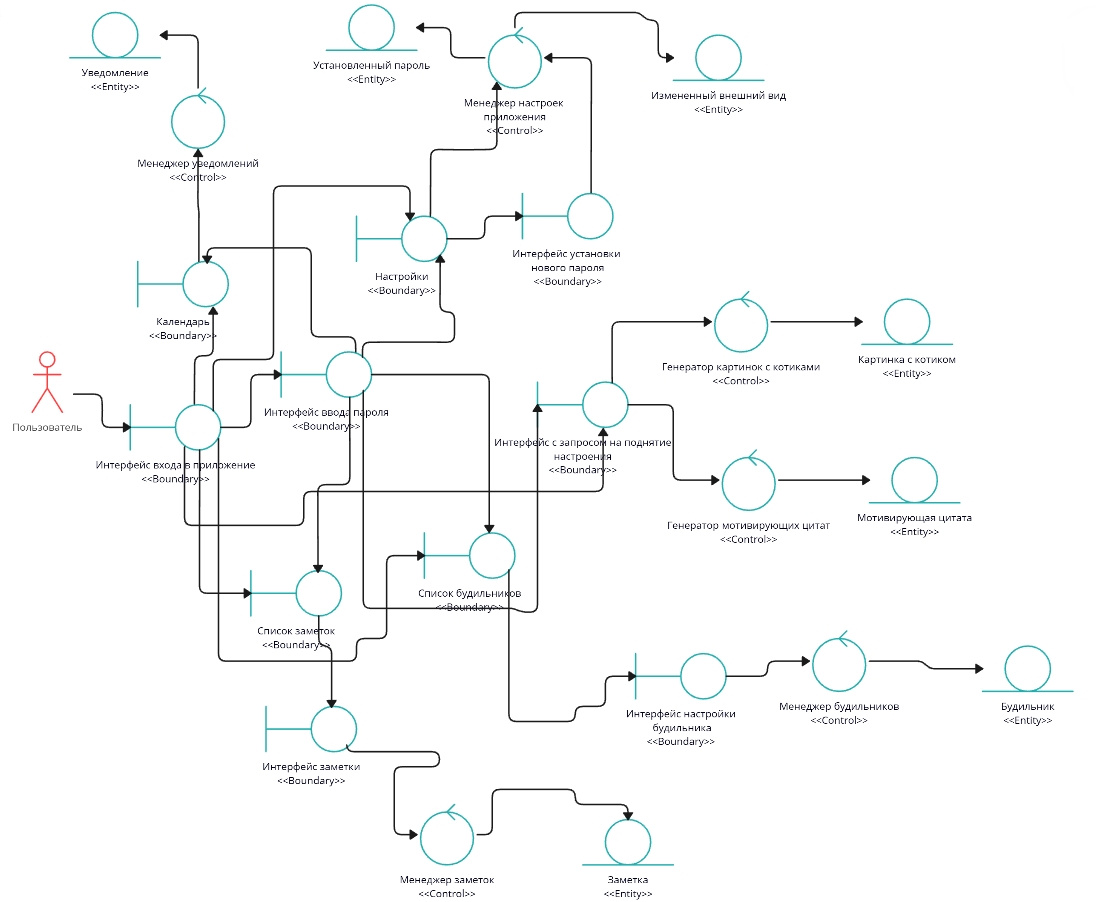 Уведомление
<<Entity>>
Установленный пароль
<<Entity>>
Менеджер настроек
приложения
<<Control>>
Измененный внешний вид
<<Entity>>
Менеджер уведомлений
<<Control>>
Настройки
<<Boundary>>
Интерфейс установки
нового пароля
<<Boundary>>
Календарь
<<Boundary>>
Генератор картинок с котиками
<<Control>>
Картинка с котиком
<<Entity>>
Пользователь
Интерфейс ввода пароля
<<Boundary>>
Интерфейс входа в приложение
<<Boundary>>
Интерфейс с запросом на поднятие
настроения
<<Boundary>>
Генератор мотивирующих цитат
<<Control>>
Мотивирующая цитата
<<Entity>>
Список будильников
<<Boundary>>
Список заметок
<<Boundary>>
Интерфейс настройки
будильника
<<Boundary>>
Менеджер будильников
<<Control>>
Будильник
<<Entity>>
Интерфейс заметки
<<Boundary>>
Менеджер заметок
<<Control>>
Заметка
<<Entity>>